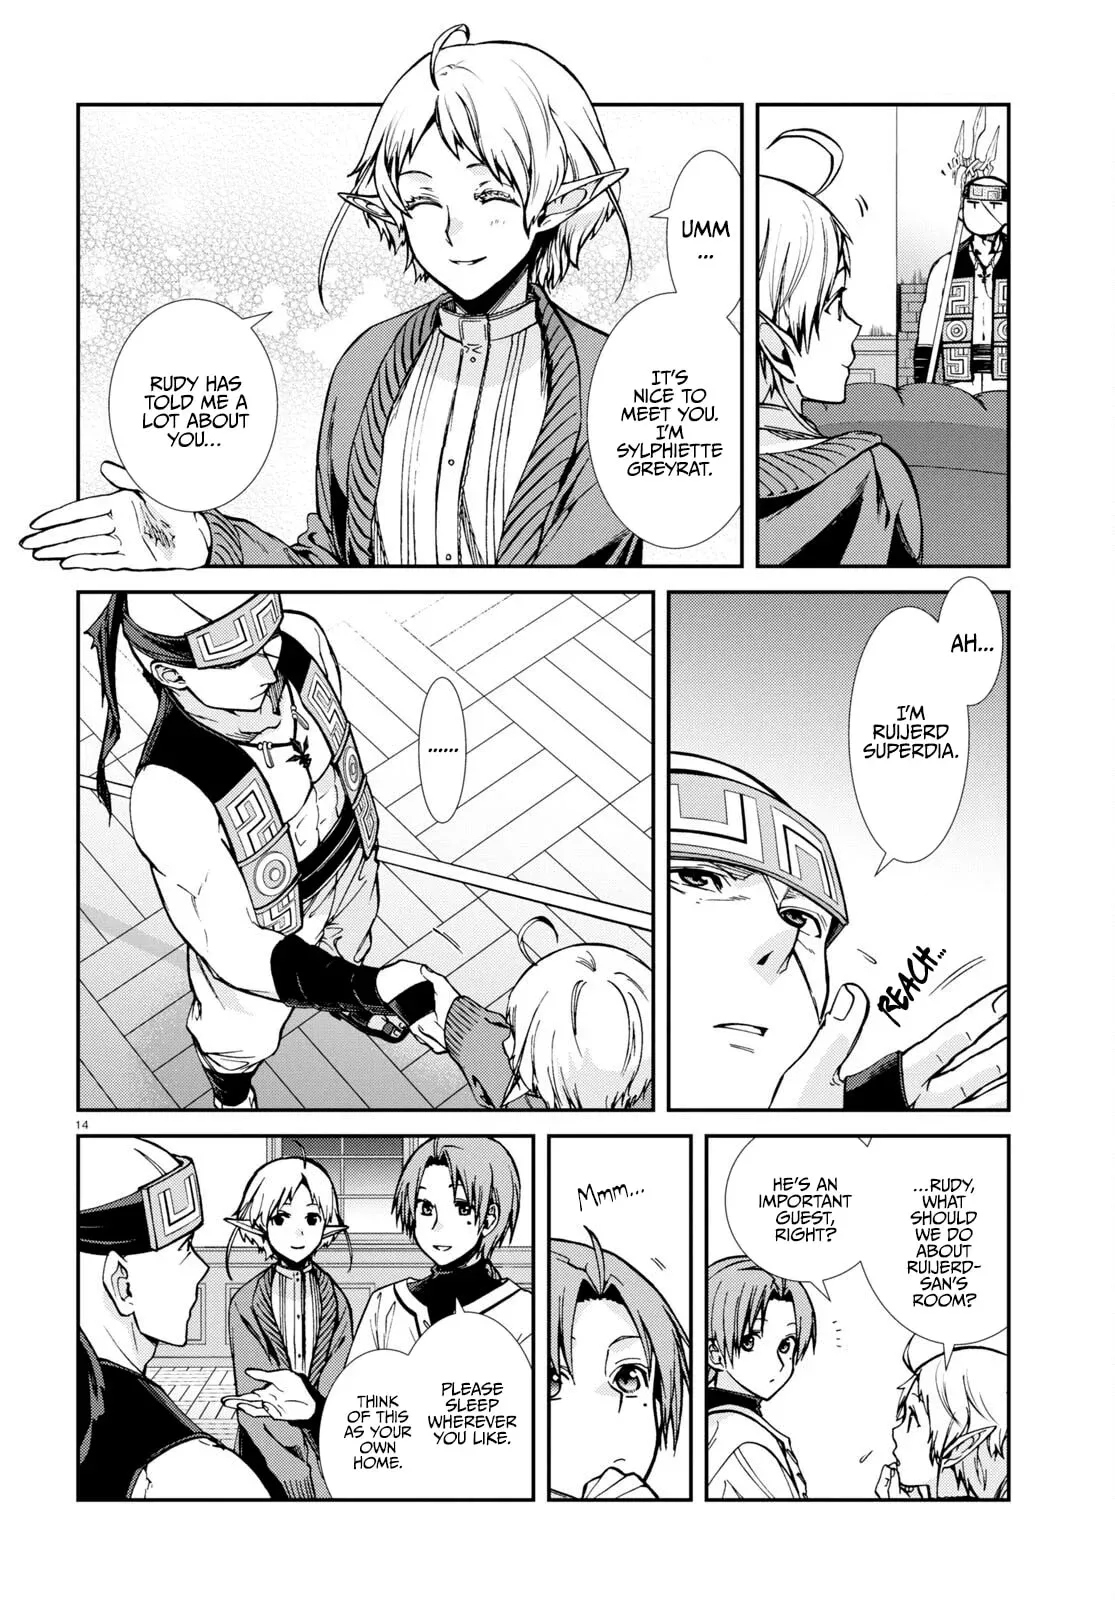 UMM
...
IT'S
NICE TO
MEET YOU.
I'M
SYLPHIETTE
GREYRAT.
RUDY HAS
TOLD ME A
LOT ABOUT
YOU...
AH...
I'M
RUIJERD
SUPERDIA.
REACH...
......
14
...RUDY,
WHAT
SHOULD
WE DO
ABOUT
RUIJERD-
SAN'S
ROOM?
HE'S AN
IMPORTANT
GUEST,
RIGHT?
Mmm...
PLEASE
SLEEP
WHEREVER
YOU LIKE.
THINK
OF THIS
AS YOUR
OWN
HOME.